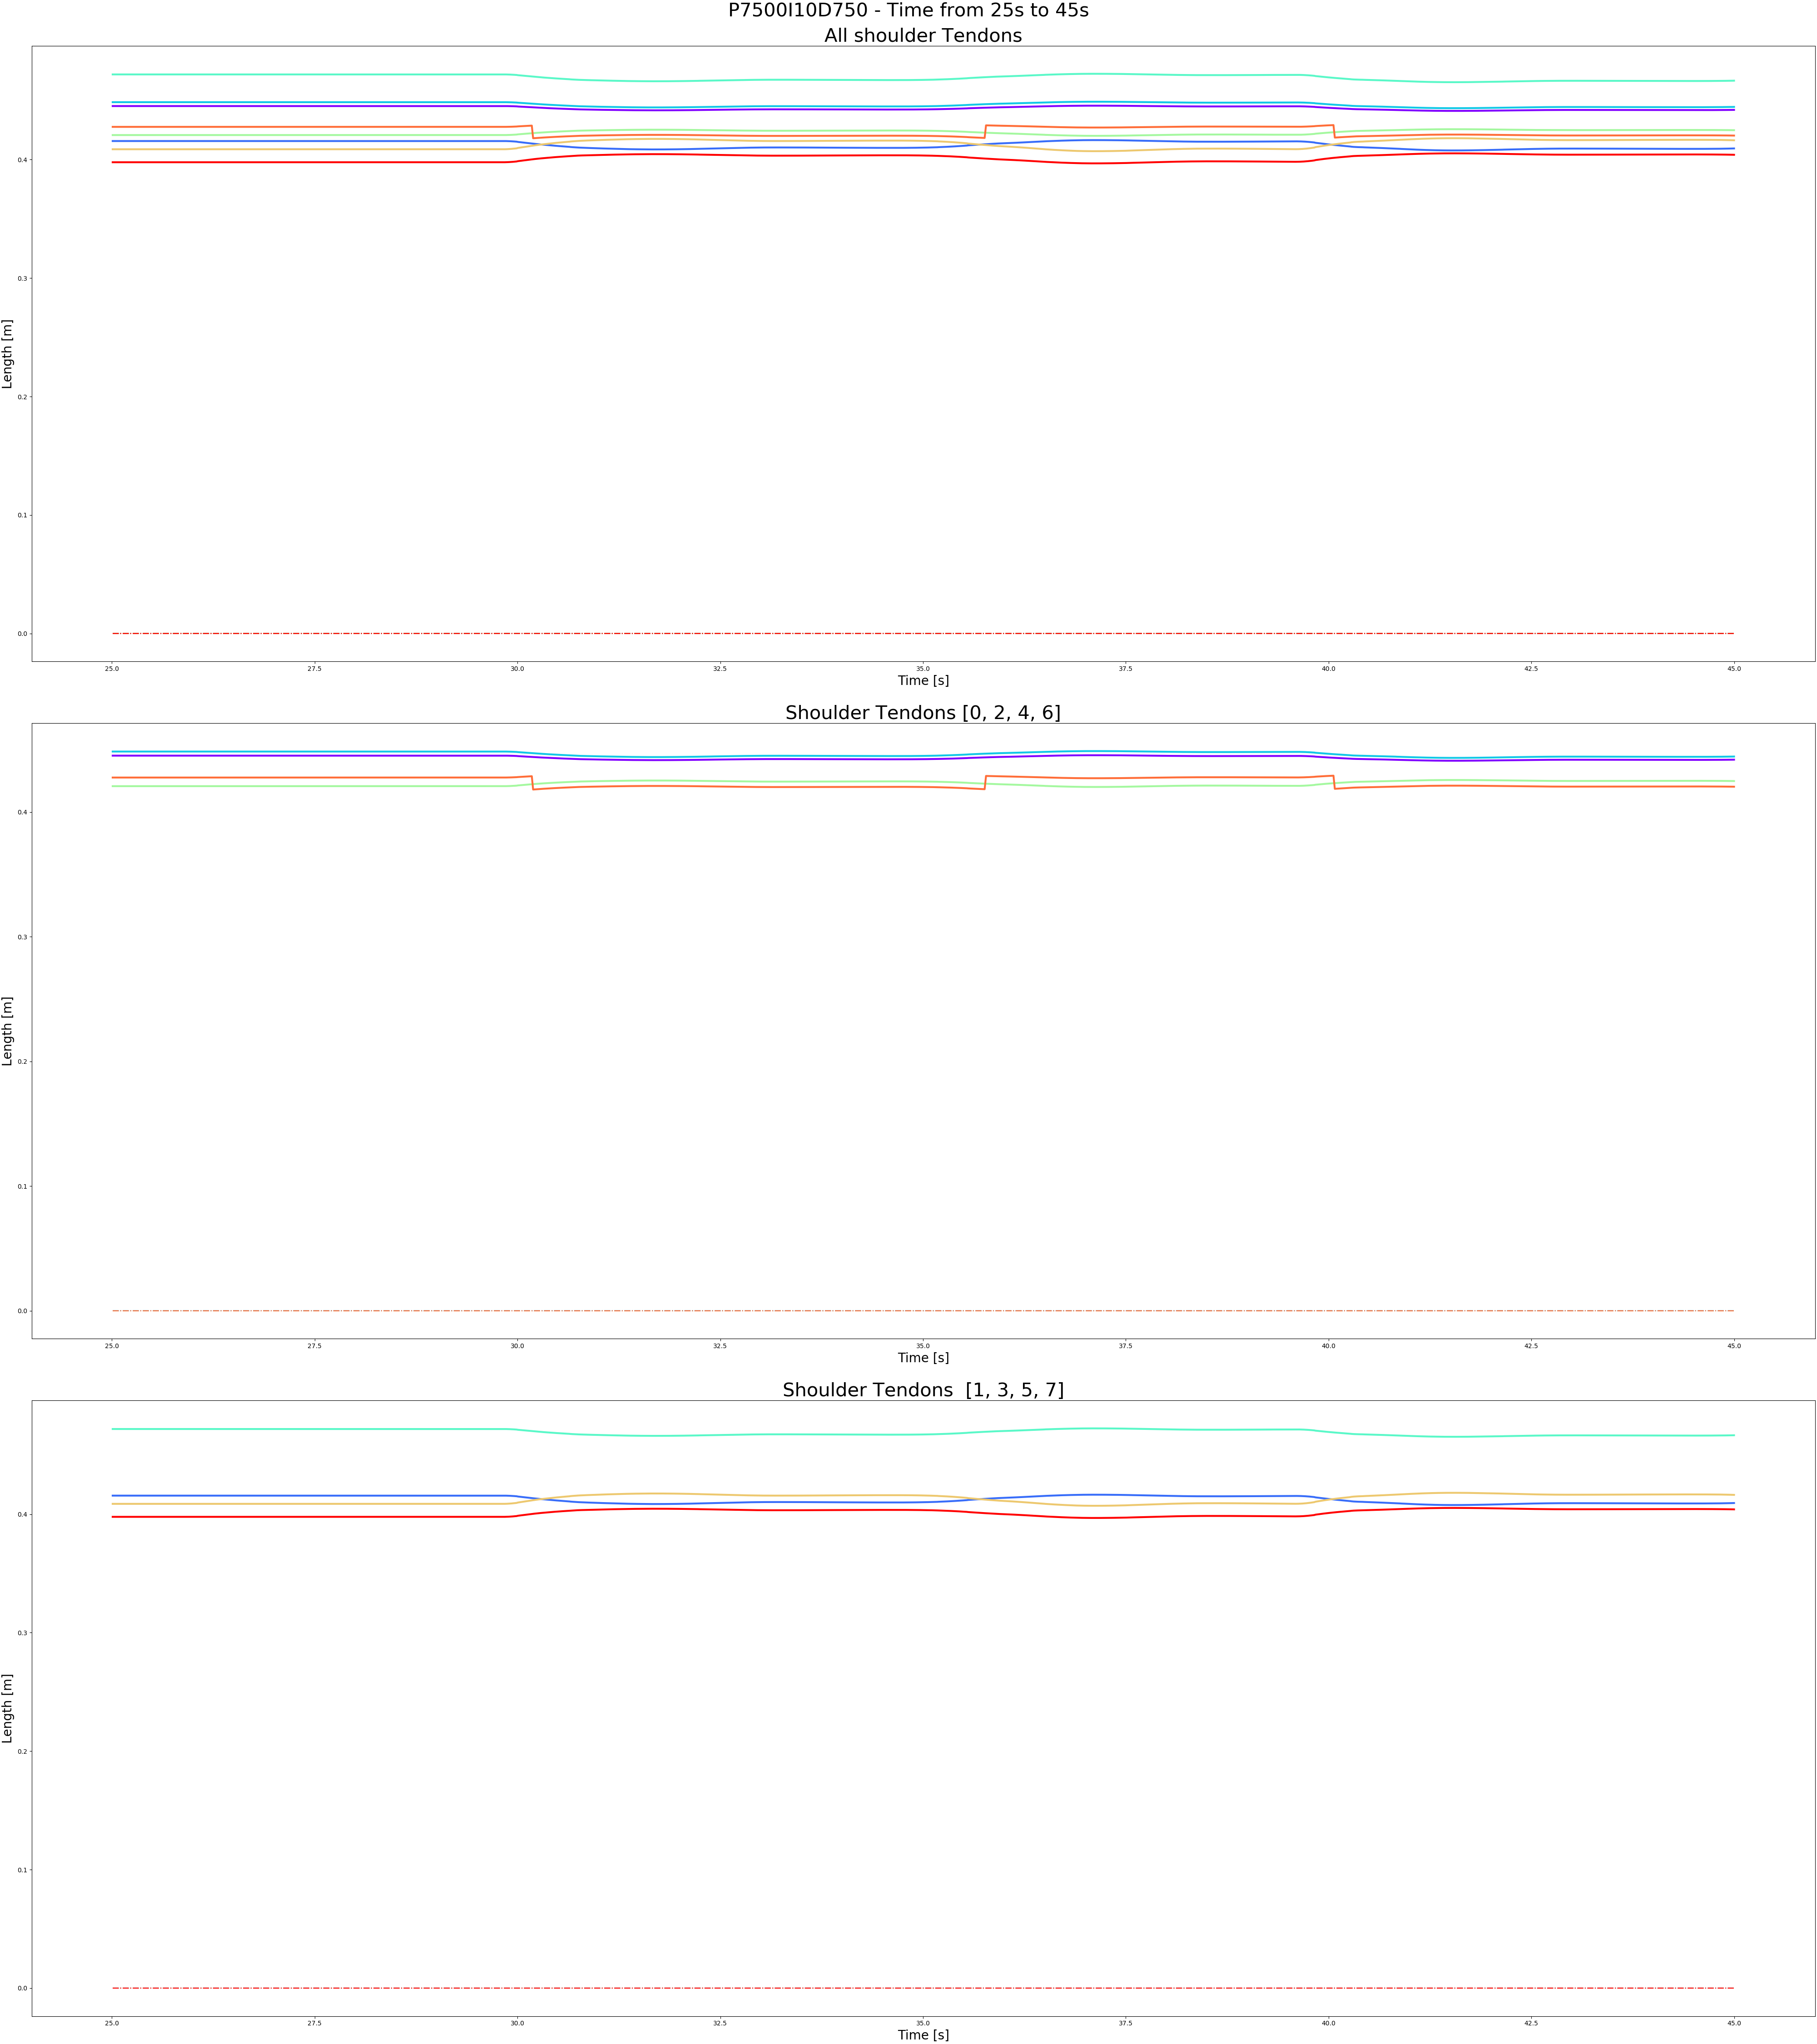 P7500I10D750 - Time from 25s to 45s
All shoulder Tendons
Length [m]
0.4
0.3
0.2
0.1
0.0
25.0 27.5 30.0 32.5 35.0 37.5 40.0 42.5 45.0
Time [s]
Shoulder Tendons [0, 2, 4, 6]
Length [m]
0.4
0.3
0.2
0.1
0.0
25.0 27.5 30.0 32.5 35.0 37.5 40.0 42.5 45.0
Time [s]
Shoulder Tendons  [1, 3, 5, 7]
Length [m]
0.4
0.3
0.2
0.1
0.0
25.0 27.5 30.0 32.5 35.0 37.5 40.0 42.5 45.0
Time [s]